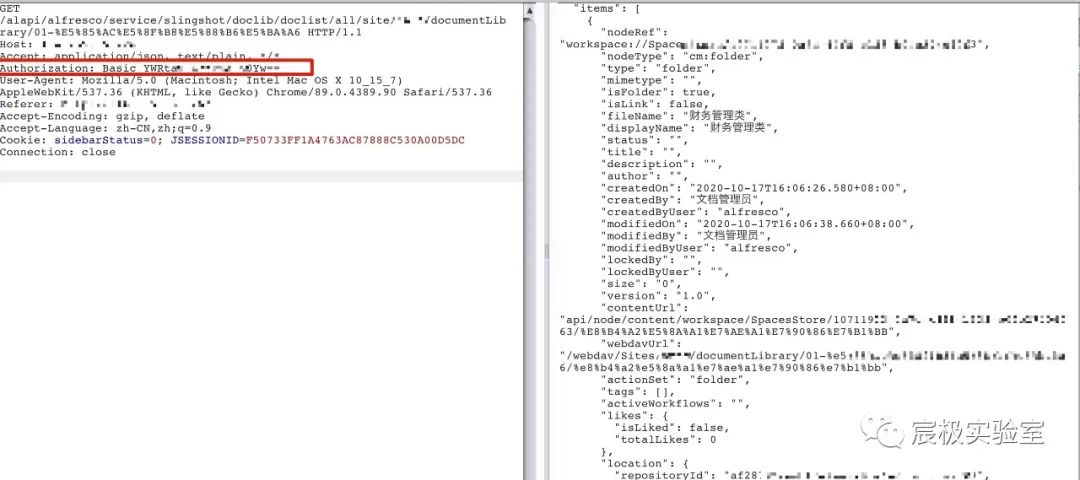 GET
/alapi/alfresco/service/slingshot/doclib/doclist/all/site/ /documentLib
rary/01-%E5%85%AC%E5%8F%B8%E5%88%B6%E5%BA%A6 HTTP/1.1
Host:
Accept: application/json, text/plain, */*
Authorization: Basic YWRt Yw==
User-Agent: Mozilla/5.0 (Macintosh; Intel Mac OS X 10_15_7)
AppleWebKit/537.36 (KHTML, like Gecko) Chrome/89.0.4389.90 Safari/537.36
Referer:
Accept-Encoding: gzip, deflate
Accept-Language: zh-CN,zh;q=0.9
Cookie: sidebarStatus=0; JSESSIONID=F50733FF1A4763AC87888C530A00D5DC
Connection: close
"items": [
{
"nodeRef":
"workspace://Space 3",
"nodeType": "cm:folder",
"type": "folder",
"mimetype": "",
"isFolder": true,
"isLink": false,
"fileName": "财务管理类",
"displayName": "财务管理类",
"status": "",
"title": "",
"description": "",
"author": "",
"createdOn": "2020-10-17T16:06:26.580+08:00",
"createdBy": "文档管理员",
"createdByUser": "alfresco",
"modifiedOn": "2020-10-17T16:06:38.660+08:00",
"modifiedBy": "文档管理员",
"modifiedByUser": "alfresco",
"lockedBy": "",
"lockedByUser": "",
"size": "0",
"version": "1.0",
"contentUrl":
"api/node/content/workspace/SpacesStore/107119
63/%E8%B4%A2%E5%8A%A1%E7%AE%A1%E7%90%86%E7%B1%BB",
"webdavUrl":
"/webdav/Sites/ /documentLibrary/01-%e5
6/%e8%b4%a2%e5%8a%a1%e7%ae%a1%e7%90%86%e7%b1%bb",
"actionSet": "folder",
"tags": [],
"activeWorkflows": "",
"likes": {
"isLiked": false,
"totalLikes": 0
},
"location": {
"repositoryId": "af28
宸极实验室